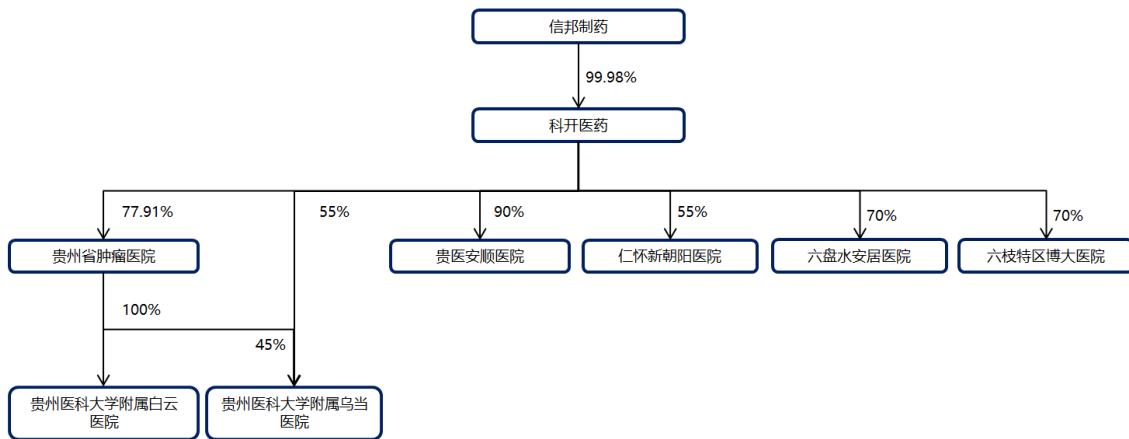 信邦制药
99.98%
科开医药
77.91%
55%
90%
55%
70%
70%
贵州省肿瘤医院
贵医安顺医院
仁怀新朝阳医院
六盘水安居医院
六枝特区博大医院
100%
45%
贵州医科大学附属白云
医院
贵州医科大学附属乌当
医院